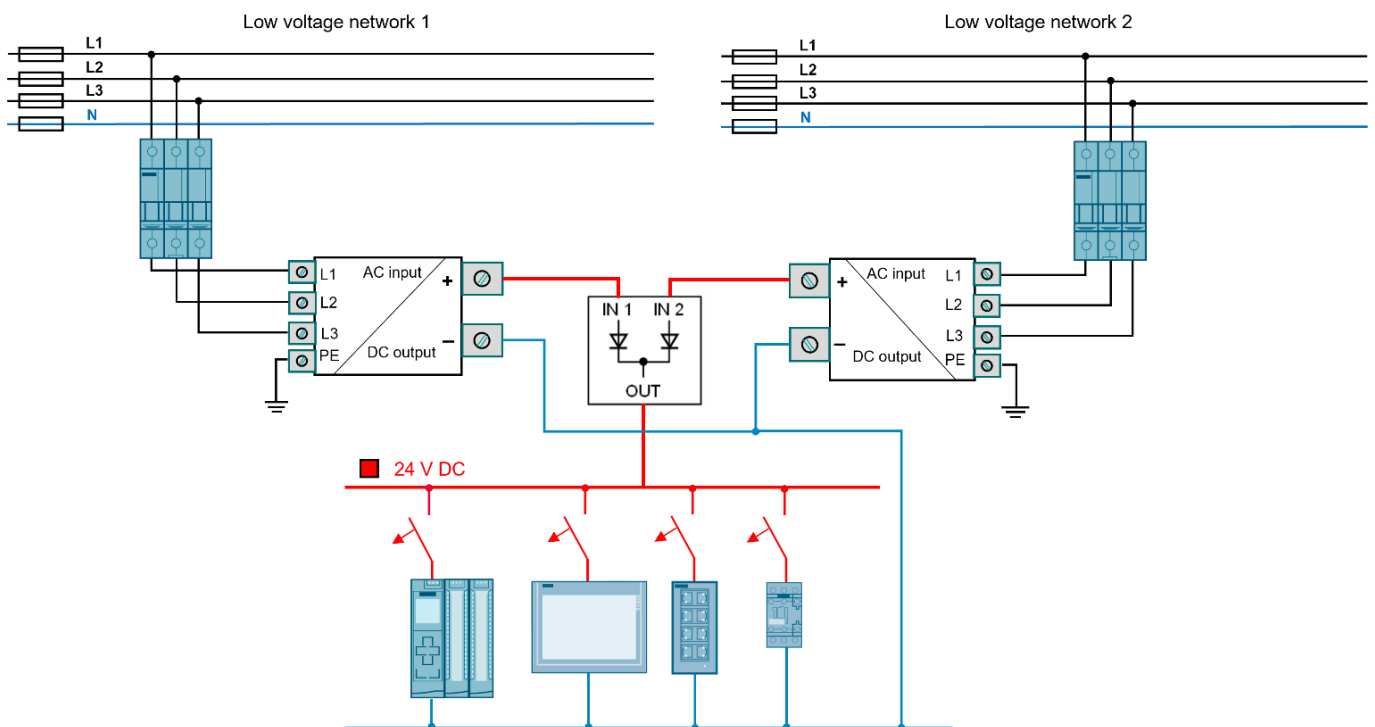 Low voltage network 1
Low voltage network 2
L1
L2
L3
N
L1
L2
L3
N
L1
L2
L3
PE
AC input
DC output
+
−
IN 1 IN 2
OUT
+
−
AC input
DC output
L1
L2
L3
PE
24 V DC